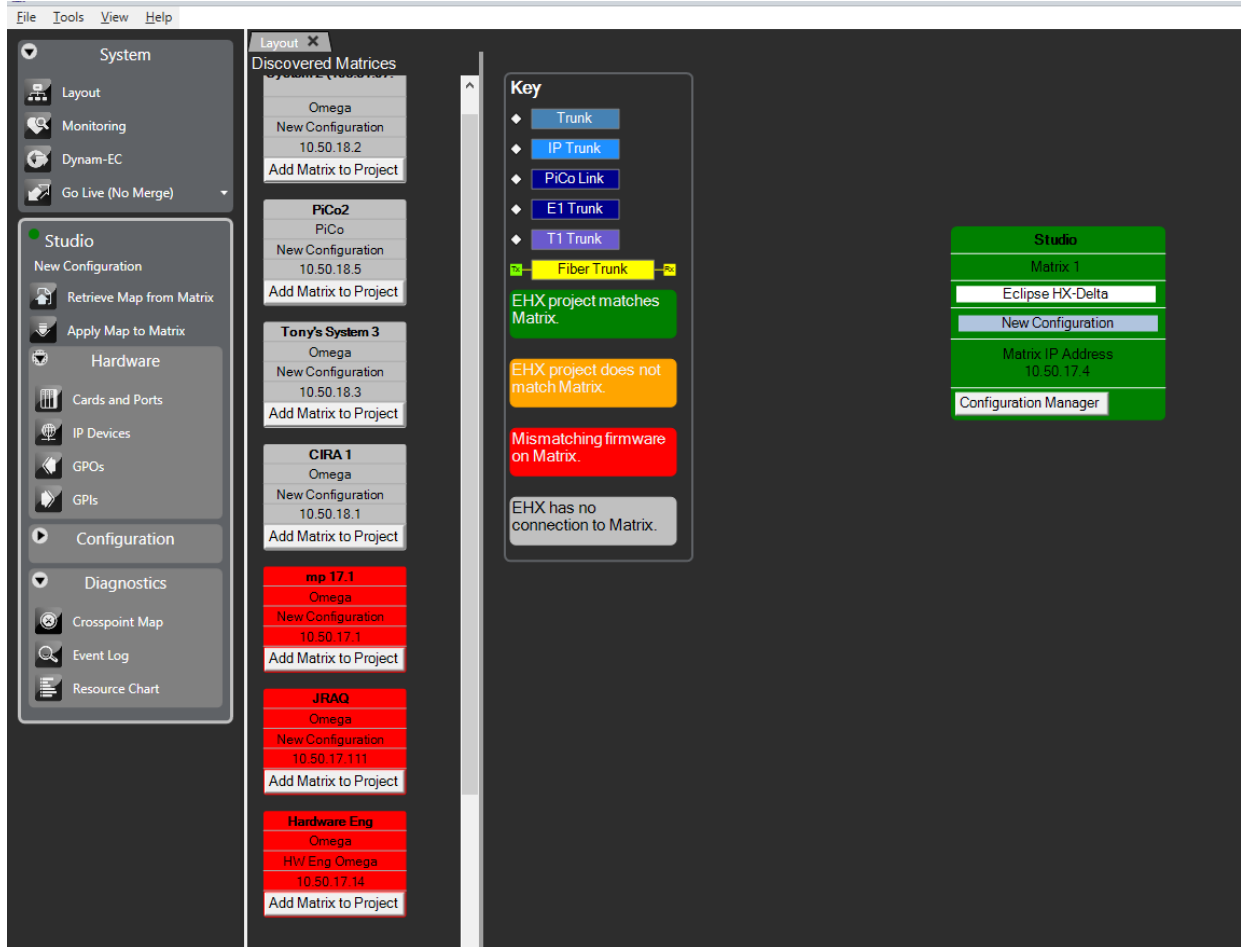 File Tools View Help
System
Layout
Monitoring
Dynam-EC
Go Live (No Merge)
Studio
New Configuration
Retrieve Map from Matrix
Apply Map to Matrix
Hardware
Cards and Ports
IP Devices
GPOs
GPIs
Configuration
Diagnostics
Crosspoint Map
Event Log
Resource Chart
Layout
Discovered Matrices
Omega
New Configuration
10.50.18.2
Add Matrix to Project
PiCo2
PiCo
New Configuration
10.50.18.5
Add Matrix to Project
Tony's System 3
Omega
New Configuration
10.50.18.3
Add Matrix to Project
CIRA 1
Omega
New Configuration
10.50.18.1
Add Matrix to Project
mp 17.1
Omega
New Configuration
10.50.17.1
Add Matrix to Project
JRAQ
Omega
New Configuration
10.50.17.111
Add Matrix to Project
Hardware Eng
Omega
HW Eng Omega
10.50.17.14
Add Matrix to Project
Key
Trunk
IP Trunk
PiCo Link
E1 Trunk
T1 Trunk
Tx Fiber Trunk Rx
EHX project matches
Matrix.
EHX project does not
match Matrix.
Mismatching firmware
on Matrix.
EHX has no
connection to Matrix.
Studio
Matrix 1
Eclipse HX-Delta
New Configuration
Matrix IP Address
10.50.17.4
Configuration Manager